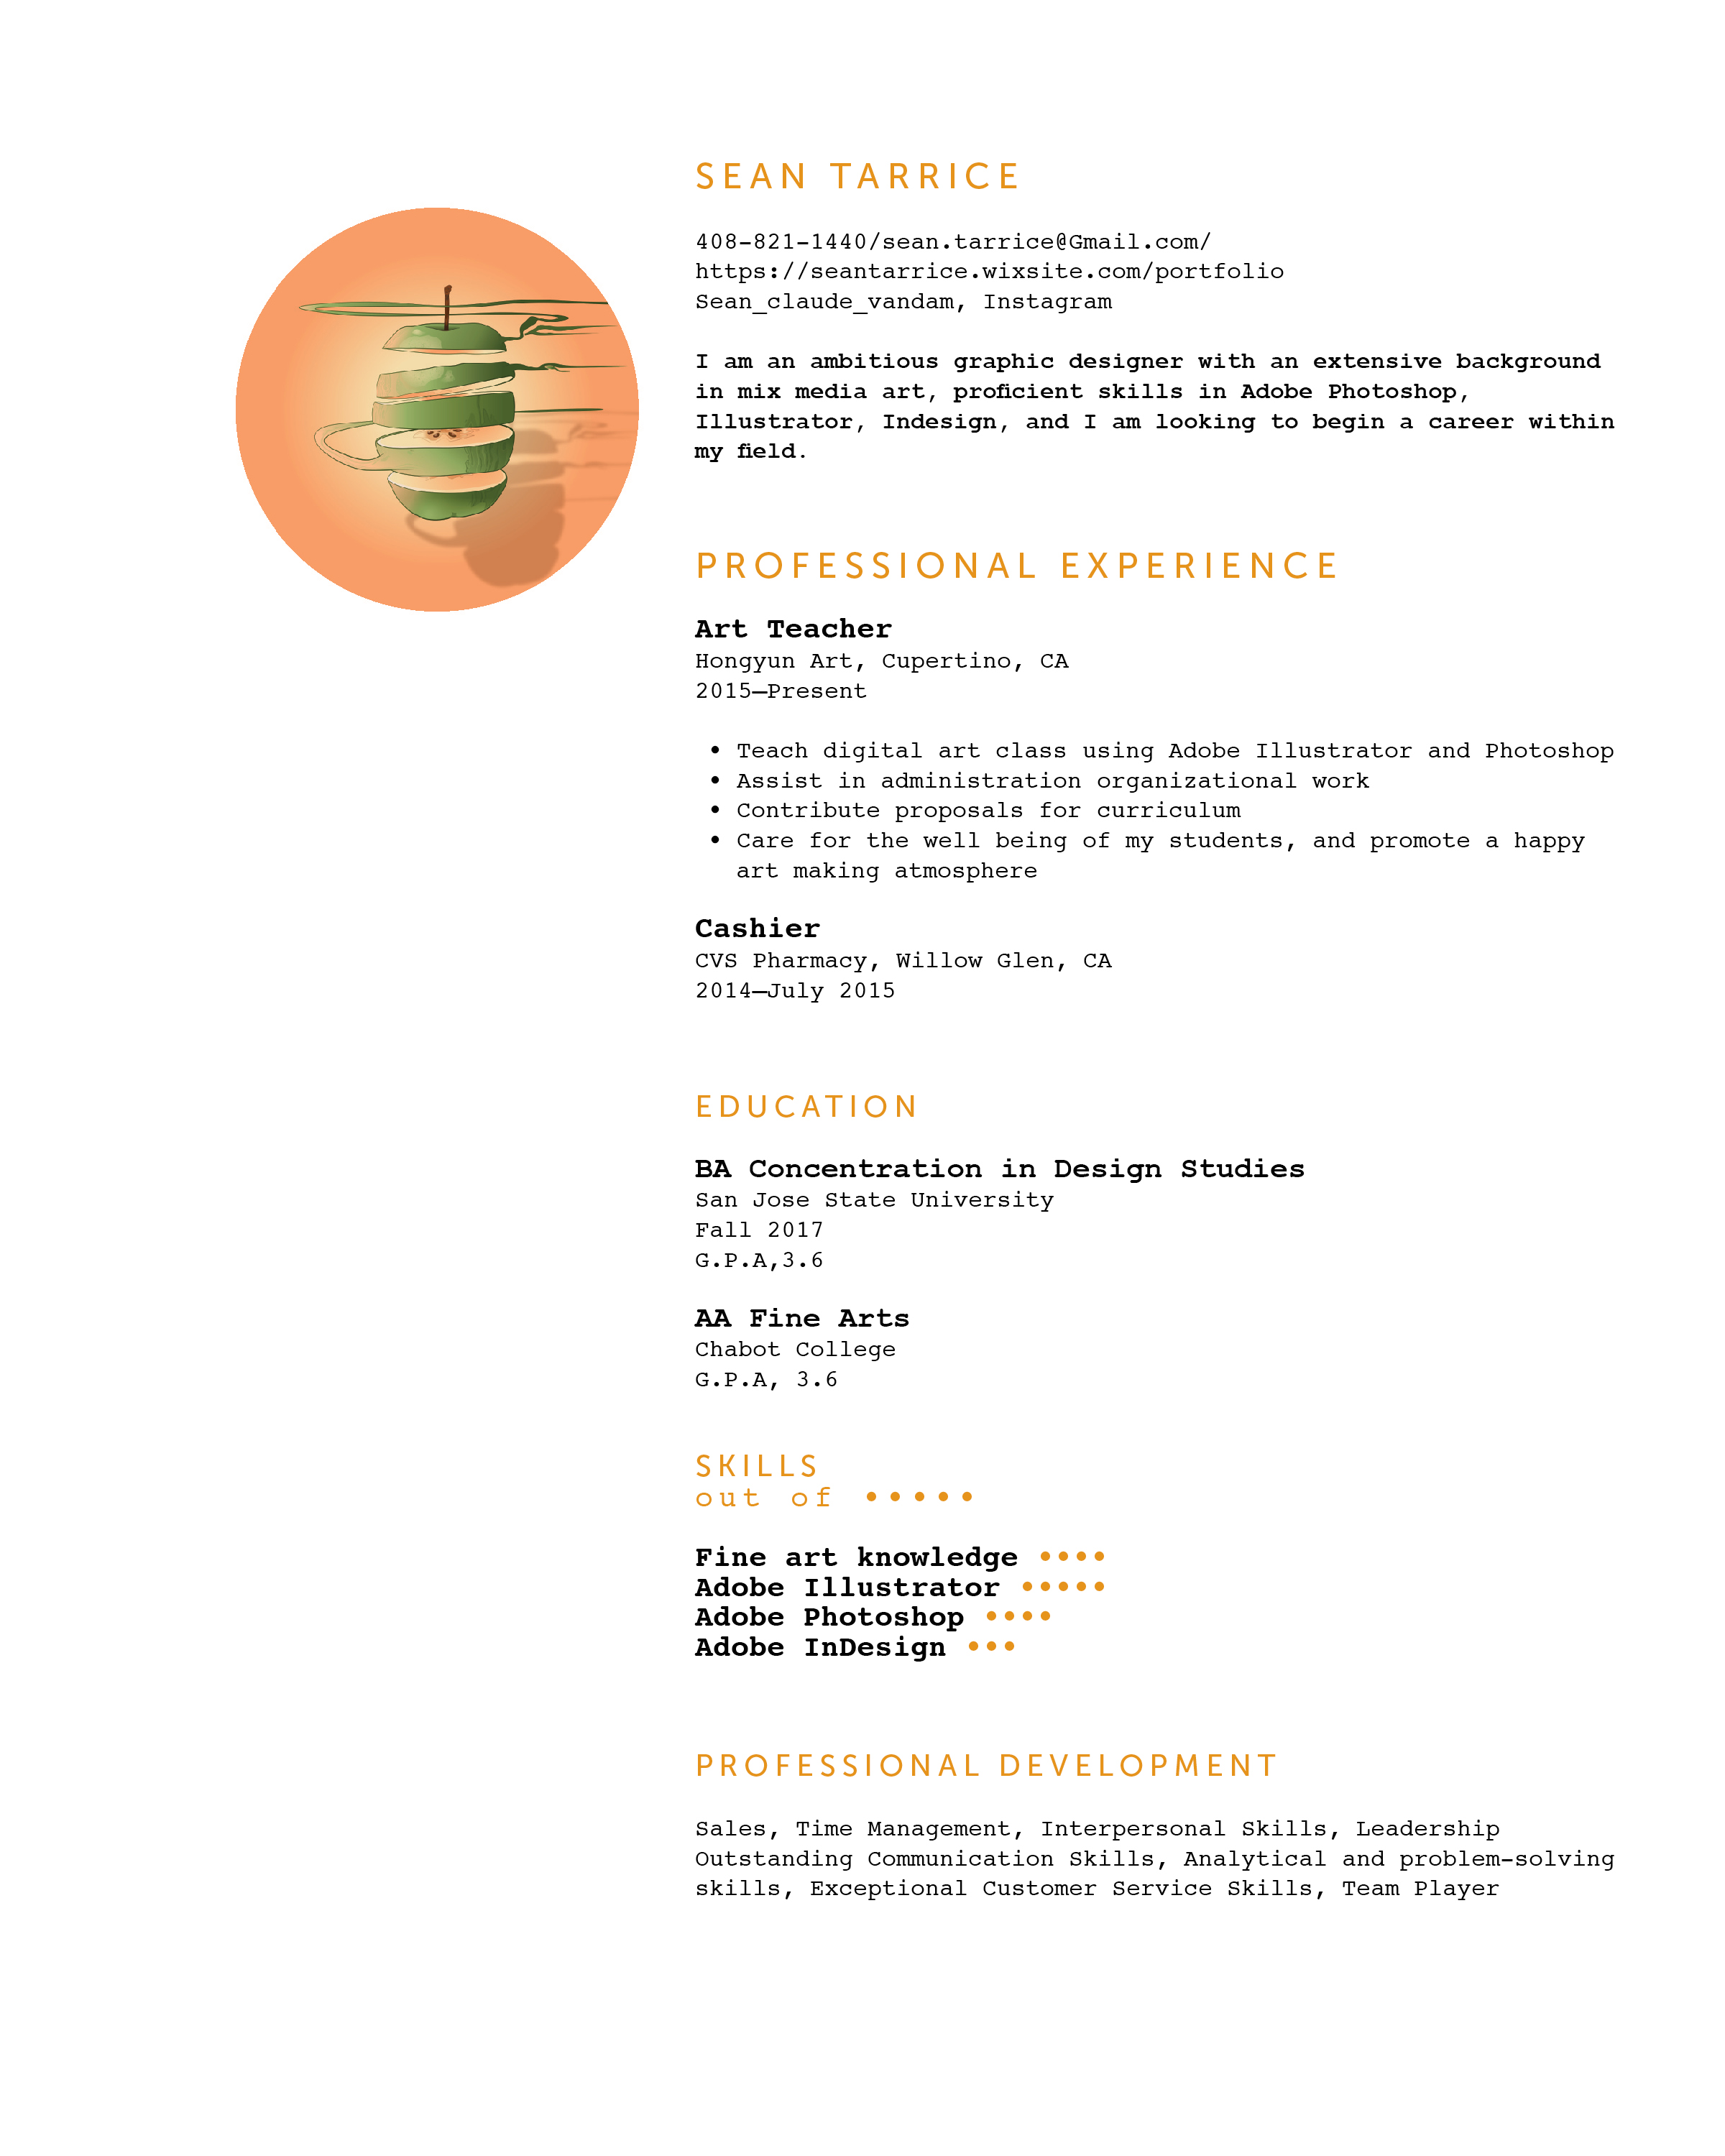 SEAN TARRICE
408-821-1440/sean.tarrice@Gmail.com/
https://seantarrice.wixsite.com/portfolio
Sean_claude_vandam, Instagram
I am an ambitious graphic designer with an extensive background
in mix media art, proficient skills in Adobe Photoshop,
Illustrator, Indesign, and I am looking to begin a career within
my field.
PROFESSIONAL EXPERIENCE
Art Teacher
Hongyun Art, Cupertino, CA
2015—Present
• Teach digital art class using Adobe Illustrator and Photoshop
• Assist in administration organizational work
• Contribute proposals for curriculum
• Care for the well being of my students, and promote a happy
art making atmosphere
Cashier
CVS Pharmacy, Willow Glen, CA
2014—July 2015
EDUCATION
BA Concentration in Design Studies
San Jose State University
Fall 2017
G.P.A,3.6
AA Fine Arts
Chabot College
G.P.A, 3.6
SKILLS
out of •••••
Fine art knowledge ••••
Adobe Illustrator •••••
Adobe Photoshop ••••
Adobe InDesign •••
PROFESSIONAL DEVELOPMENT
Sales, Time Management, Interpersonal Skills, Leadership
Outstanding Communication Skills, Analytical and problem-solving
skills, Exceptional Customer Service Skills, Team Player